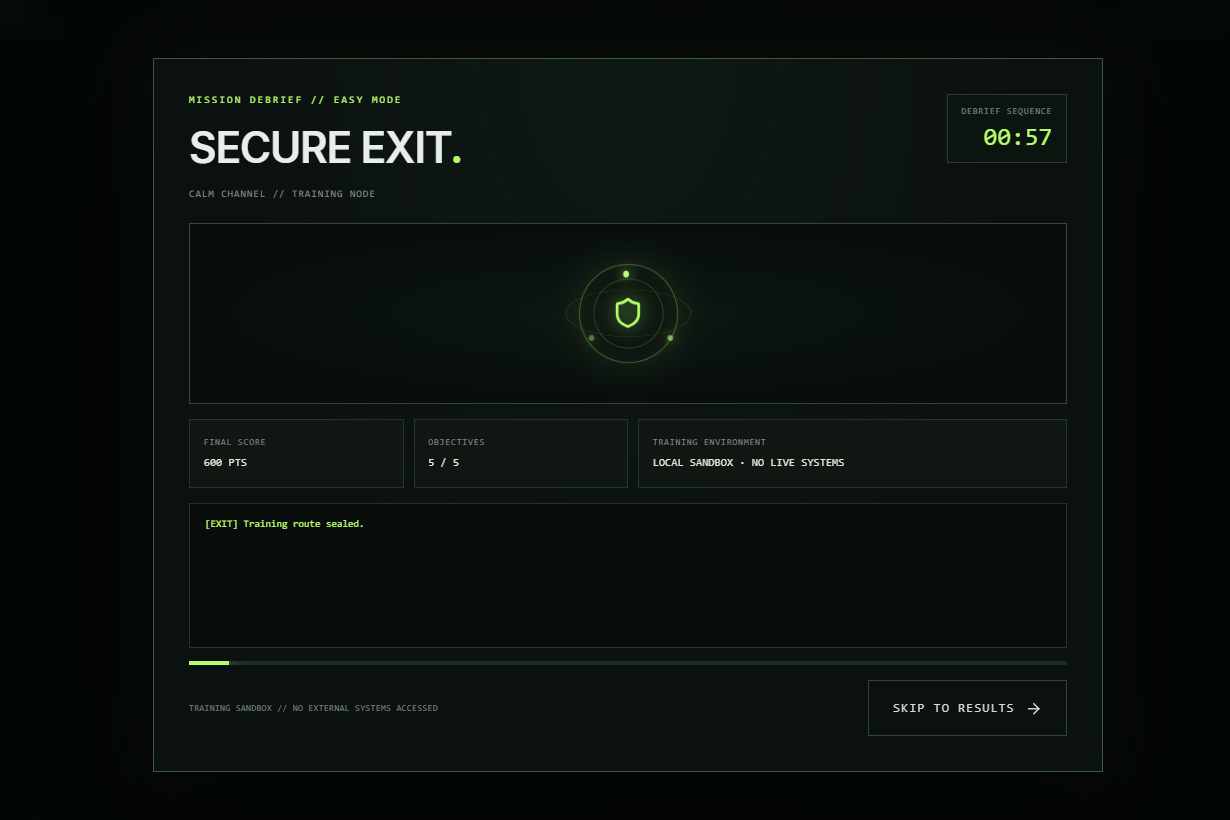 MISSION DEBRIEF // EASY MODE
SECURE EXIT.
CALM CHANNEL // TRAINING NODE
DEBRIEF SEQUENCE
00:57
FINAL SCORE
600 PTS
OBJECTIVES
5 / 5
TRAINING ENVIRONMENT
LOCAL SANDBOX · NO LIVE SYSTEMS
[EXIT] Training route sealed.
TRAINING SANDBOX // NO EXTERNAL SYSTEMS ACCESSED
SKIP TO RESULTS →